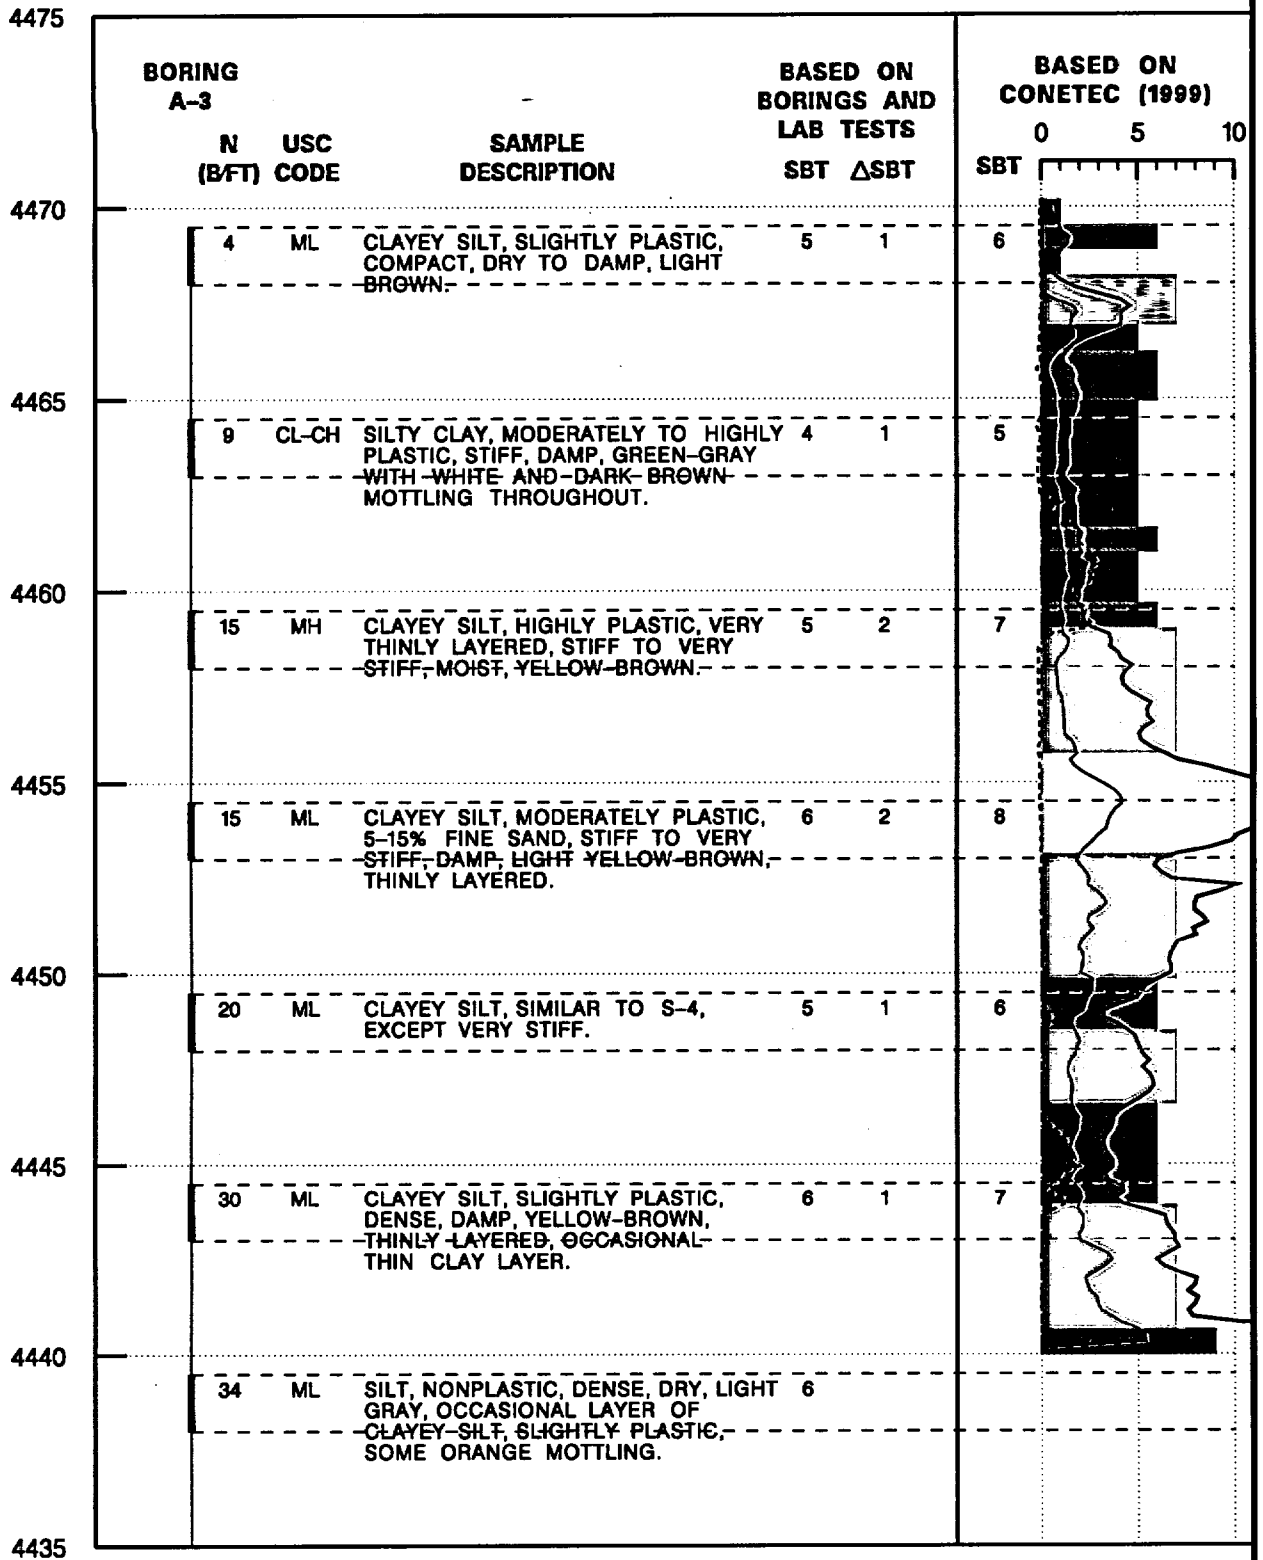 4475
BORING
A-3
BASED ON
BORINGS AND
LAB TESTS
BASED ON
CONETEC (1999)
0 5 10
N
(B/FT)
USC
CODE
SAMPLE
DESCRIPTION
SBT ΔSBT
SBT
4470
4 ML CLAYEY SILT, SLIGHTLY PLASTIC, 5 1 6
COMPACT, DRY TO DAMP, LIGHT
BROWN.
4465
9 CL-CH SILTY CLAY, MODERATELY TO HIGHLY 4 1 5
PLASTIC, STIFF, DAMP, GREEN-GRAY
WITH WHITE AND DARK BROWN
MOTTLING THROUGHOUT.
4460
15 MH CLAYEY SILT, HIGHLY PLASTIC, VERY 5 2 7
THINLY LAYERED, STIFF TO VERY
STIFF, MOIST, YELLOW-BROWN.
4455
15 ML CLAYEY SILT, MODERATELY PLASTIC, 6 2 8
5-15% FINE SAND, STIFF TO VERY
STIFF, DAMP, LIGHT YELLOW-BROWN,
THINLY LAYERED.
4450
20 ML CLAYEY SILT, SIMILAR TO S-4, 5 1 6
EXCEPT VERY STIFF.
4445
30 ML CLAYEY SILT, SLIGHTLY PLASTIC, 6 1 7
DENSE, DAMP, YELLOW-BROWN,
THINLY LAYERED, OCCASIONAL
THIN CLAY LAYER.
4440
34 ML SILT, NONPLASTIC, DENSE, DRY, LIGHT 6
GRAY, OCCASIONAL LAYER OF
CLAYEY SILT, SLIGHTLY PLASTIC,
SOME ORANGE MOTTLING.
4435